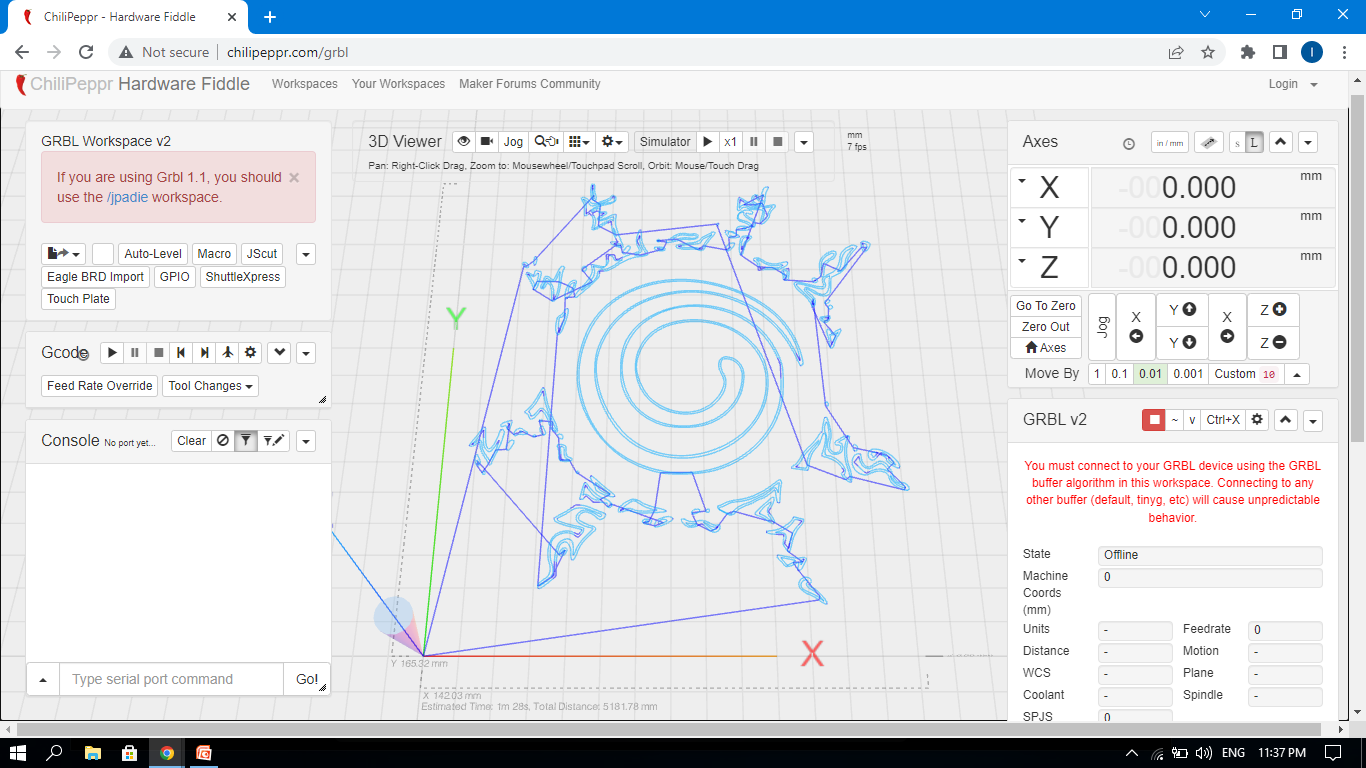 ChiliPeppr - Hardware Fiddle
Not secure
chilipeppr.com/grbl
I
ChiliPeppr Hardware Fiddle
Workspaces
Your Workspaces
Maker Forums Community
Login
GRBL Workspace v2
If you are using Grbl 1.1, you should
use the /jpadie workspace.
Auto-Level
Macro
JScut
Eagle BRD Import
GPIO
ShuttleXpress
Touch Plate
Gcode
Feed Rate Override
Tool Changes
Console
No port yet...
Clear
Type serial port command
Go!
3D Viewer
Jog
Simulator
x1
mm
7 fps
Pan: Right-Click Drag, Zoom to: Mousewheel/Touchpad Scroll, Orbit: Mouse/Touch Drag
Y
X
Y 165.32 mm
X 142.03 mm
Estimated Time: 1m 28s, Total Distance: 5181.78 mm
Axes
in / mm
s
L
X
-000.000
mm
Y
-000.000
mm
Z
-000.000
mm
Go To Zero
Zero Out
Axes
Jog
X
Y
Y
X
Z
Z
Move By
1
0.1
0.01
0.001
Custom 10
GRBL v2
~
v
Ctrl+X
You must connect to your GRBL device using the GRBL
buffer algorithm in this workspace. Connecting to any
other buffer (default, tinyg, etc) will cause unpredictable
behavior.
State
Offline
Machine
Coords
(mm)
0
Units
-
Feedrate
0
Distance
-
Motion
-
WCS
-
Plane
-
Coolant
-
Spindle
-
SPJS
0
ENG
11:37 PM